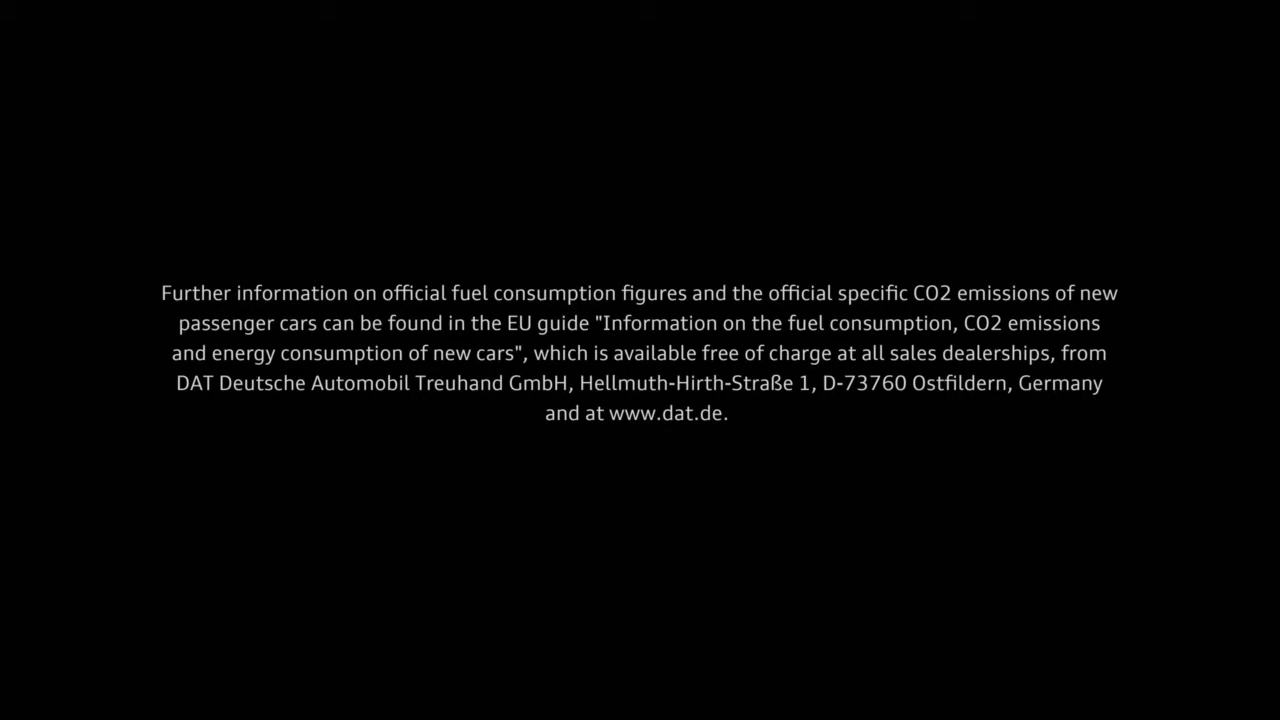 Further information on official fuel consumption figures and the official specific CO2 emissions of new
passenger cars can be found in the EU guide "Information on the fuel consumption, CO2 emissions
and energy consumption of new cars", which is available free of charge at all sales dealerships, from
DAT Deutsche Automobil Treuhand GmbH, Hellmuth-Hirth-Straße 1, D-73760 Ostfildern, Germany
and at www.dat.de.